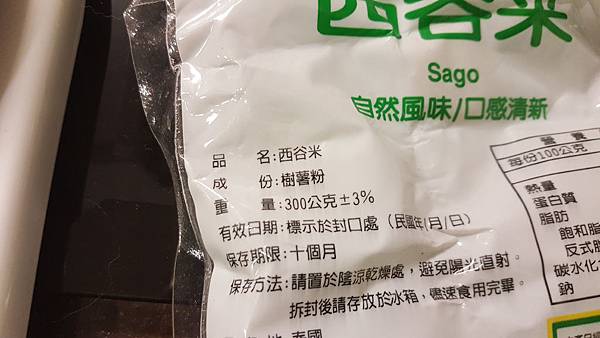 西谷米
Sago
自然風味/口感清新
品 名:西谷米
成 份:樹薯粉
重 量:300公克±3%
有效日期:標示於封口處(民國年/月/日)
保存期限:十個月
保存方法:請置於陰涼乾燥處,避免陽光直射。
拆封後請存放於冰箱,儘速食用完畢。
地 泰國
營養
每份100公克
熱量
蛋白質
脂肪
飽和脂
反式脂
碳水化
鈉